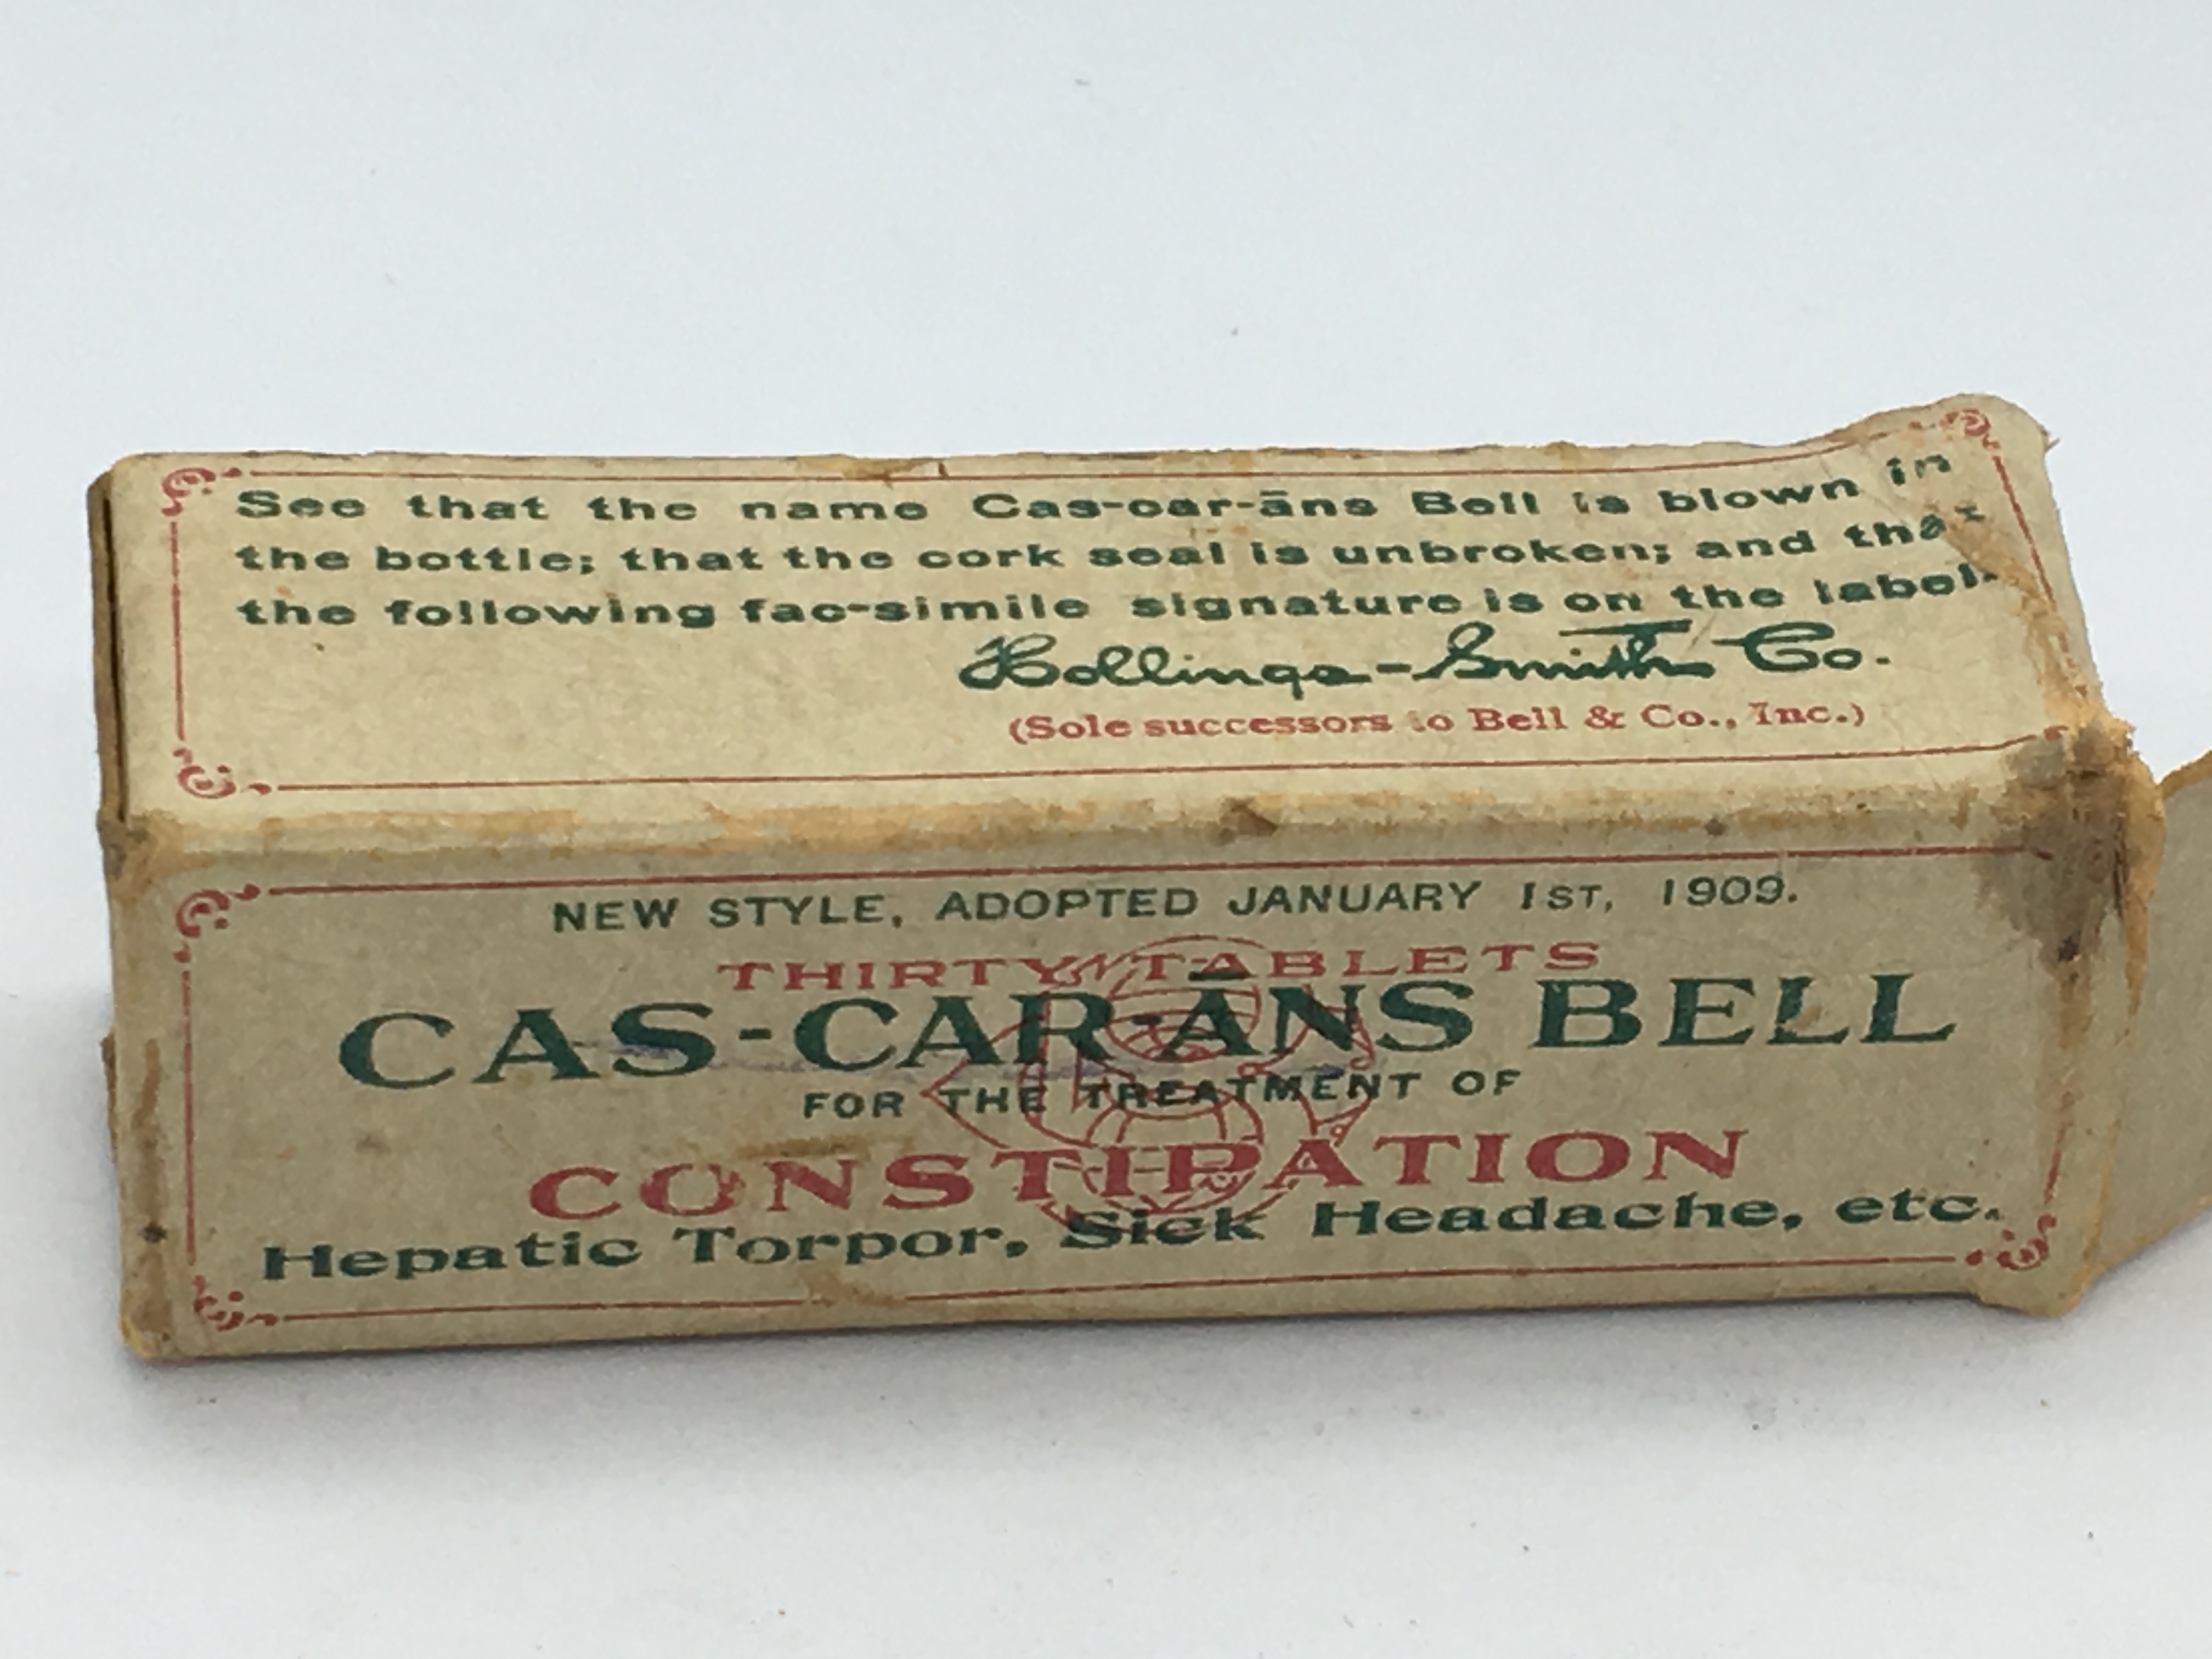 See that the name Cas-car-āns Bell is blown in
the bottle; that the cork seal is unbroken; and that
the following fac-simile signature is on the label.
Hollings-Smith Co.
(Sole successors to Bell & Co., Inc.)
NEW STYLE, ADOPTED JANUARY 1ST, 1909.
THIRTY TABLETS
CAS-CAR-ĀNS BELL
FOR THE TREATMENT OF
CONSTIPATION
Hepatic Torpor, Sick Headache, etc.